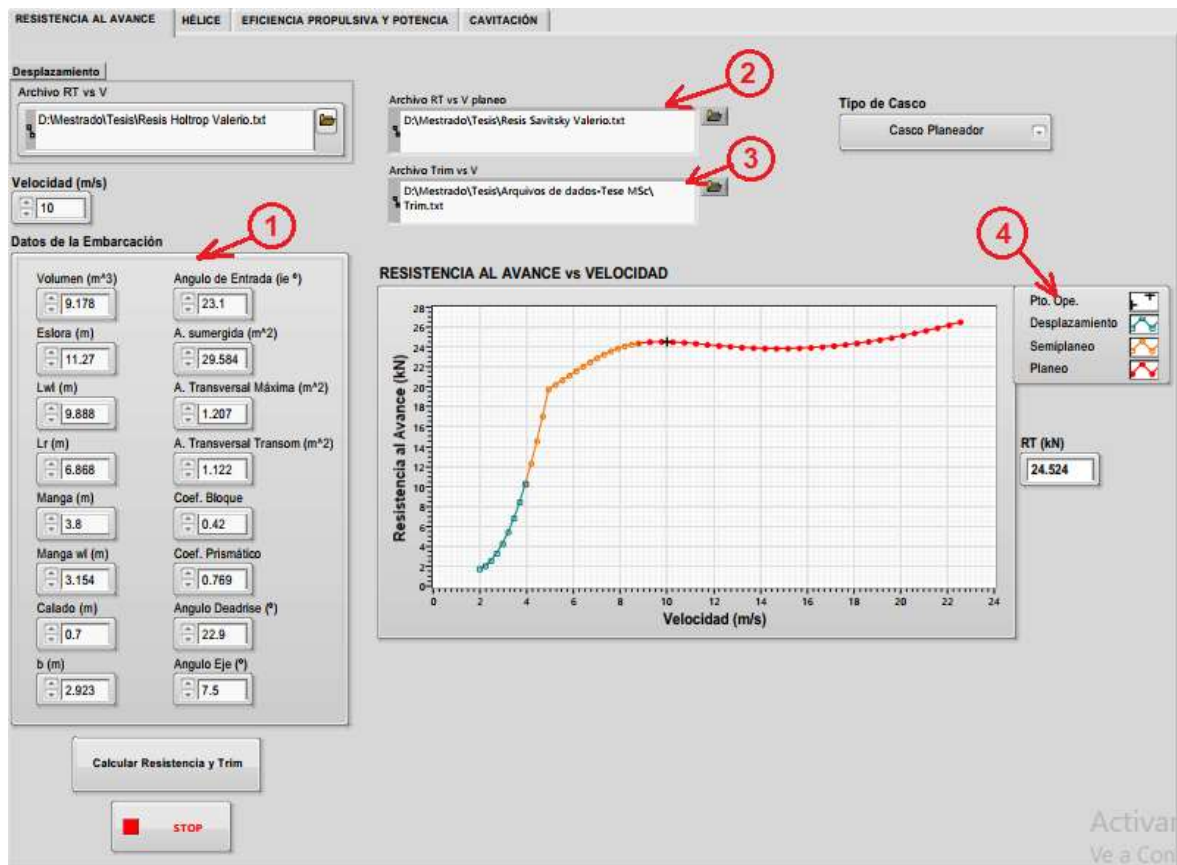 RESISTENCIA AL AVANCE
HÉLICE
EFICIENCIA PROPULSIVA Y POTENCIA
CAVITACIÓN
Desplazamiento
Archivo RT vs V
D:\Mestrado\Tesis\Resis Holtrop Valerio.txt
Velocidad (m/s)
10
2
Archivo RT vs V planeo
D:\Mestrado\Tesis\Resis Savitsky Valerio.txt
3
Archivo Trim vs V
D:\Mestrado\Tesis\Arquivos de dados-Tese MSc\
Trim.txt
Tipo de Casco
Casco Planeador
1
Datos de la Embarcación
Volumen (m^3)
9.178
Eslora (m)
11.27
Lwl (m)
9.888
Lr (m)
6.868
Manga (m)
3.8
Manga wl (m)
3.154
Calado (m)
0.7
b (m)
2.923
Angulo de Entrada (ie º)
23.1
A. sumergida (m^2)
29.584
A. Transversal Máxima (m^2)
1.207
A. Transversal Transom (m^2)
1.122
Coef. Bloque
0.42
Coef. Prismático
0.769
Angulo Deadrise (º)
22.9
Angulo Eje (º)
7.5
Calcular Resistencia y Trim
STOP
RESISTENCIA AL AVANCE vs VELOCIDAD
Resistencia al Avance (kN)
28
26
24
22
20
18
16
14
12
10
8
6
4
2
0
0 2 4 6 8 10 12 14 16 18 20 22 24
Velocidad (m/s)
4
Pto. Ope.
Desplazamiento
Semiplaneo
Planeo
RT (kN)
24.524
Activar
Ve a Con